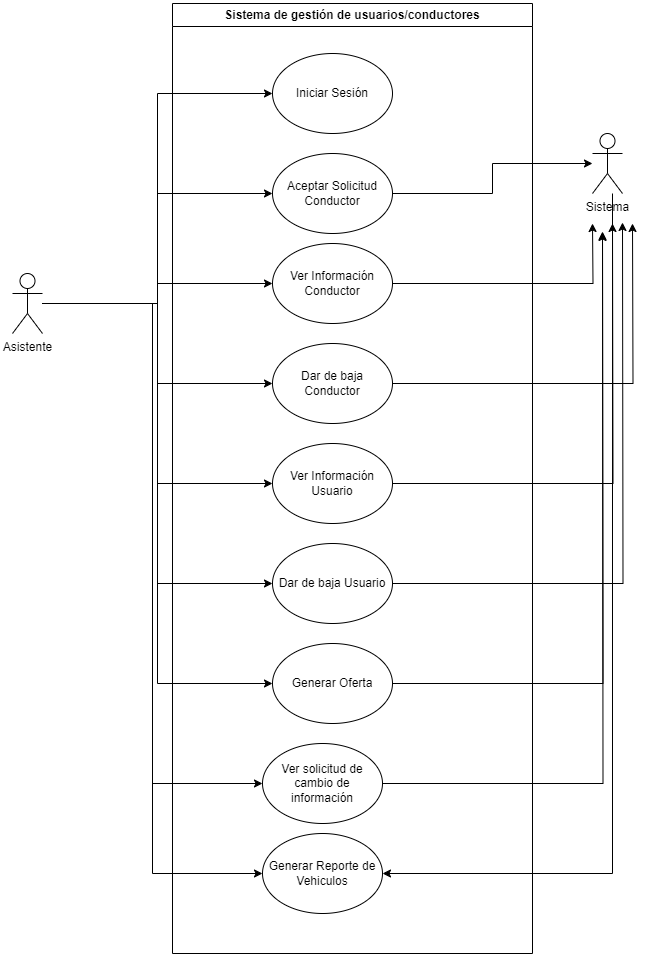 Sistema de gestión de usuarios/conductores
Iniciar Sesión
Aceptar Solicitud
Conductor
Sistema
Ver Información
Conductor
Asistente
Dar de baja
Conductor
Ver Información
Usuario
Dar de baja Usuario
Generar Oferta
Ver solicitud de
cambio de
información
Generar Reporte de
Vehiculos